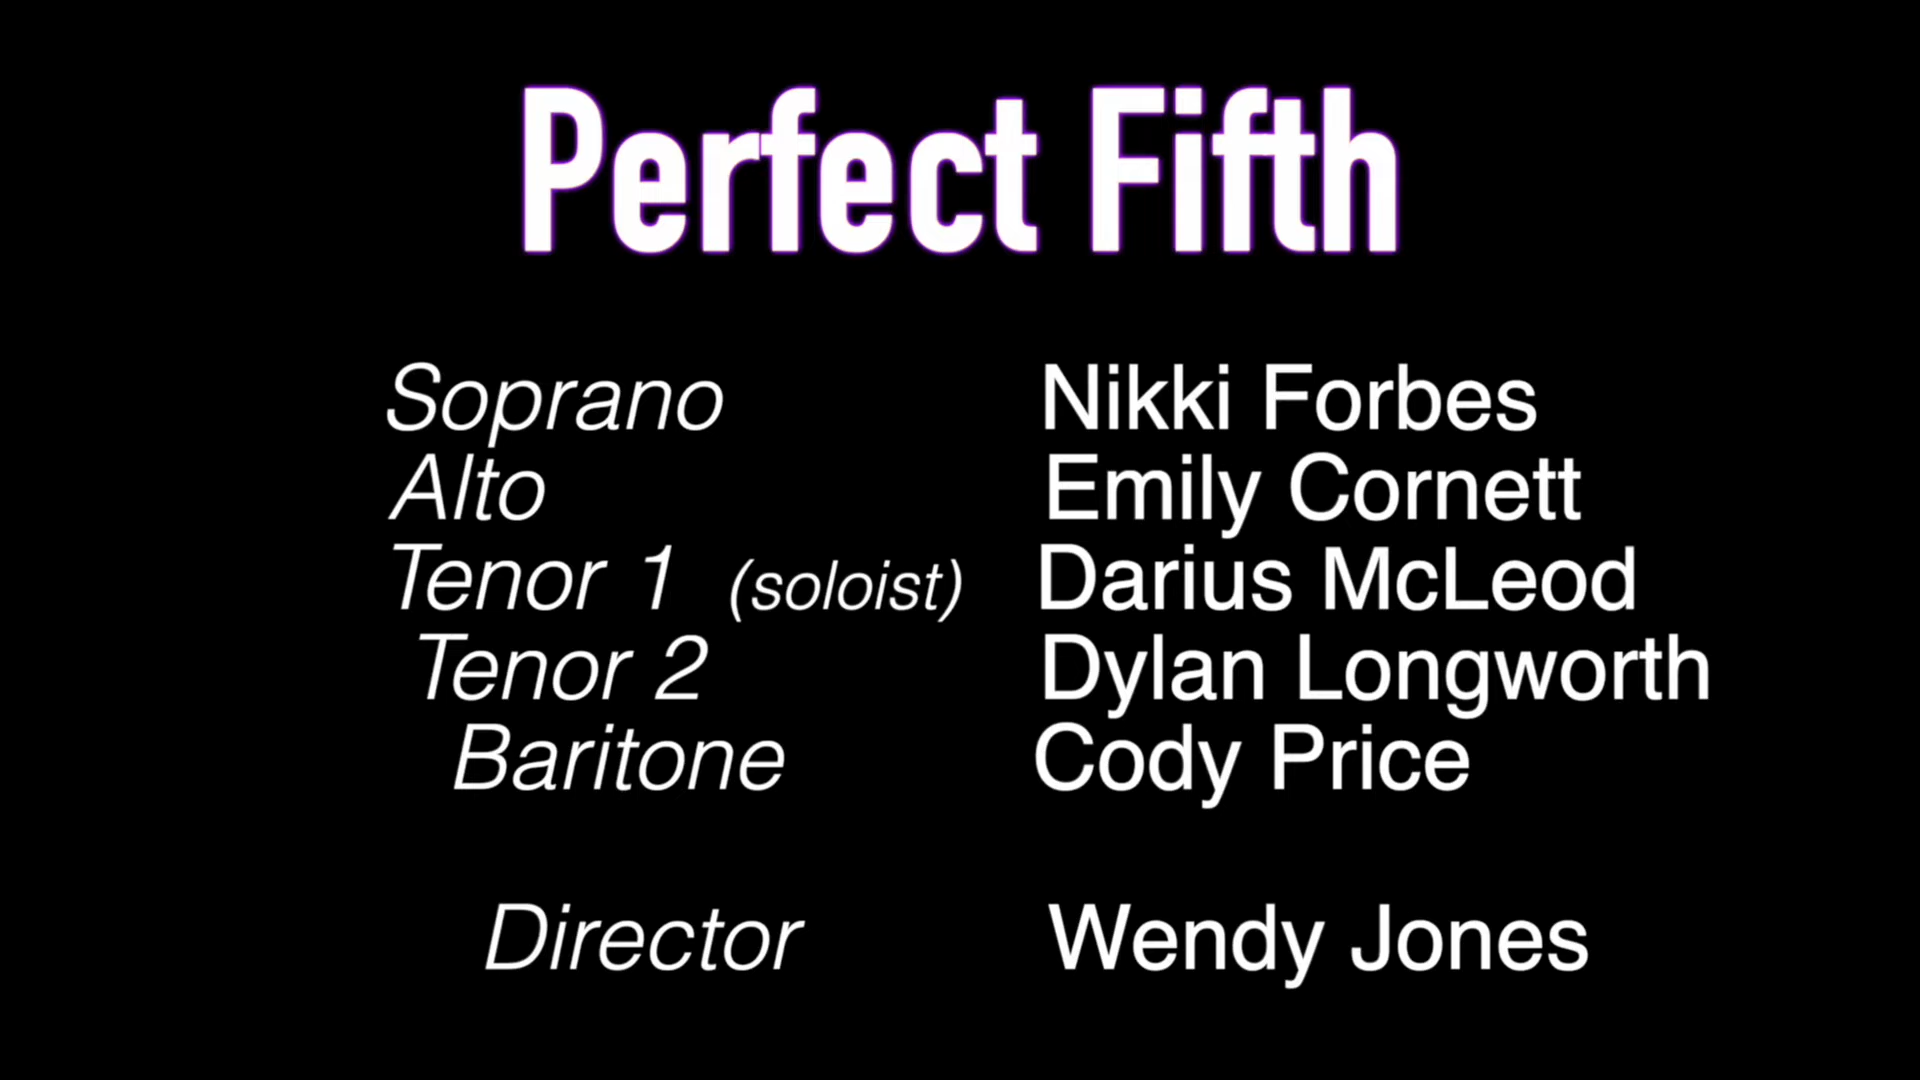 Perfect Fifth
Soprano Nikki Forbes
Alto Emily Cornett
Tenor 1 (soloist) Darius McLeod
Tenor 2 Dylan Longworth
Baritone Cody Price
Director Wendy Jones